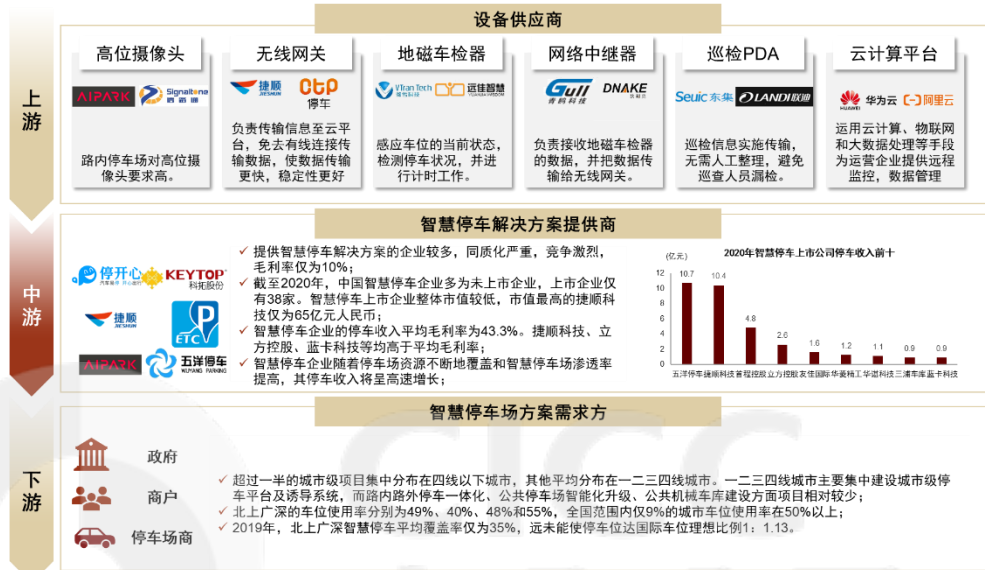 设备供应商
上游
高位摄像头
AIPARK
Signaltone
路内停车场对高位摄
像头要求高。
无线网关
捷顺
JIESHUN
停车
负责传输信息至云平
台，免去有线连接传
输数据，使数据传输
更快，稳定性更好
地磁车检器
VTran Tech
远佳智慧
YUANJIA WISDOM
感应车位的当前状态，
检测停车状况，并进
行计时工作。
网络中继器
Gull
青鸥科技
DNAKE
负责接收地磁车检器
的数据，并把数据传
输给无线网关。
巡检PDA
Seuic 东集
LANDI 联迪
巡检信息实施传输，
无需人工整理，避免
巡查人员漏检。
云计算平台
HUAWEI
华为云
阿里云
运用云计算、物联网
和大数据处理等手段
为运营企业提供远程
监控，数据管理
智慧停车解决方案提供商
中游
停开心
KEYTOP
科拓股份
捷顺
JIESHUN
P
ETC
AIPARK
五洋停车
WUYANG PARKING
提供智慧停车解决方案的企业较多，同质化严重，竞争激烈，
毛利率仅为10%；
截至2020年，中国智慧停车企业多为未上市企业，上市企业仅
有38家。智慧停车上市企业整体市值较低，市值最高的捷顺科
技仅为65亿元人民币；
智慧停车企业的停车收入平均毛利率为43.3%。捷顺科技、立
方控股、蓝卡科技等均高于平均毛利率；
智慧停车企业随着停车场资源不断地覆盖和智慧停车场渗透率
提高，其停车收入将呈高速增长；
2020年智慧停车上市公司停车收入前十
(亿元)
12
10
8
6
4
2
0
10.7
10.4
4.8
2.6
1.6
1.2
1.1
0.9
0.9
五洋停车 捷顺科技 首程控股 立方控股 友佳国际 华菱精工 华道科技 三浦车库 蓝卡科技
智慧停车场方案需求方
下游
政府
商户
停车场商
超过一半的城市级项目集中分布在四线以下城市，其他平均分布在一二三四线城市。一二三四线城市主要集中建设城市级停
车平台及诱导系统，而路内路外停车一体化、公共停车场智能化升级、公共机械车库建设方面项目相对较少；
北上广深的车位使用率分别为49%、40%、48%和55%，全国范围内仅9%的城市车位使用率在50%以上；
2019年，北上广深智慧停车平均覆盖率仅为35%，远未能使停车位达国际车位理想比例1：1.13。
CICC